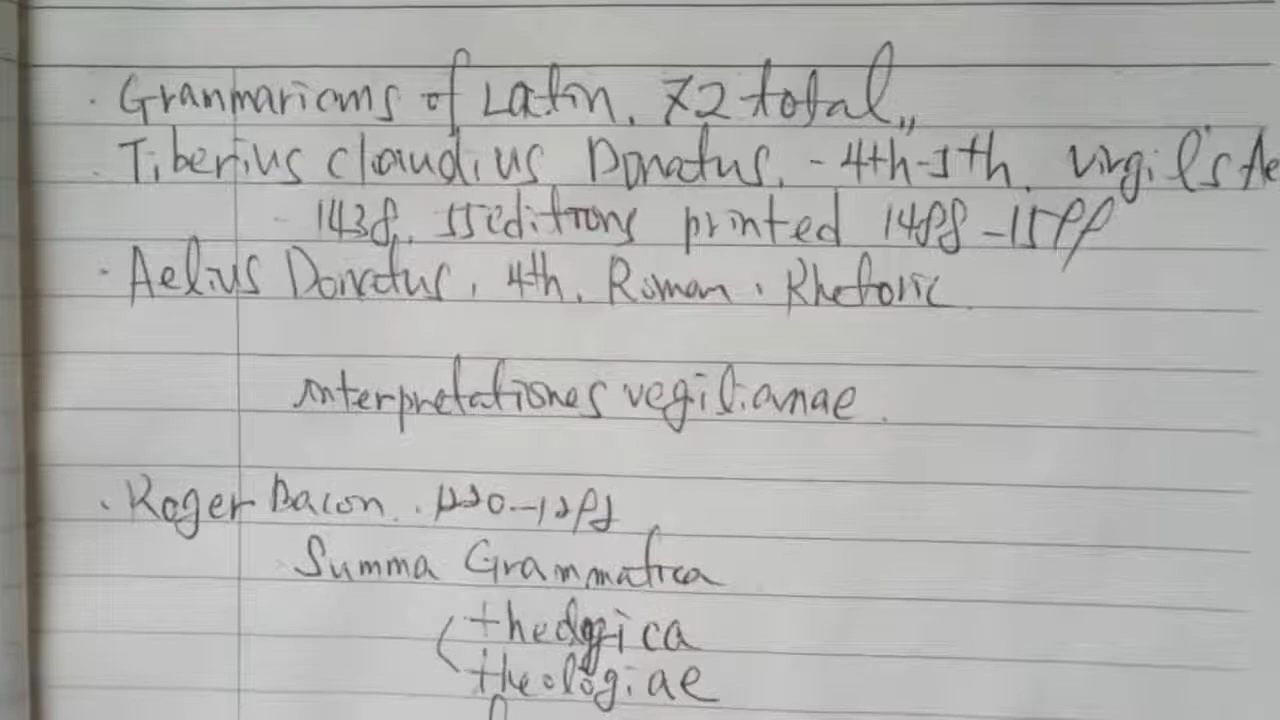 · Grammarians of Latin. 72 total,,
Tiberius Claudius Donatus. - 4th-5th. Virgil's Ae
- 1438. 55 editions printed 1488-1599
· Aelius Donatus, 4th. Roman. Rhetoric
Interpretationes vegilianae.
· Roger Bacon. 1220-1292
Summa Grammatica
theologica
theologiae